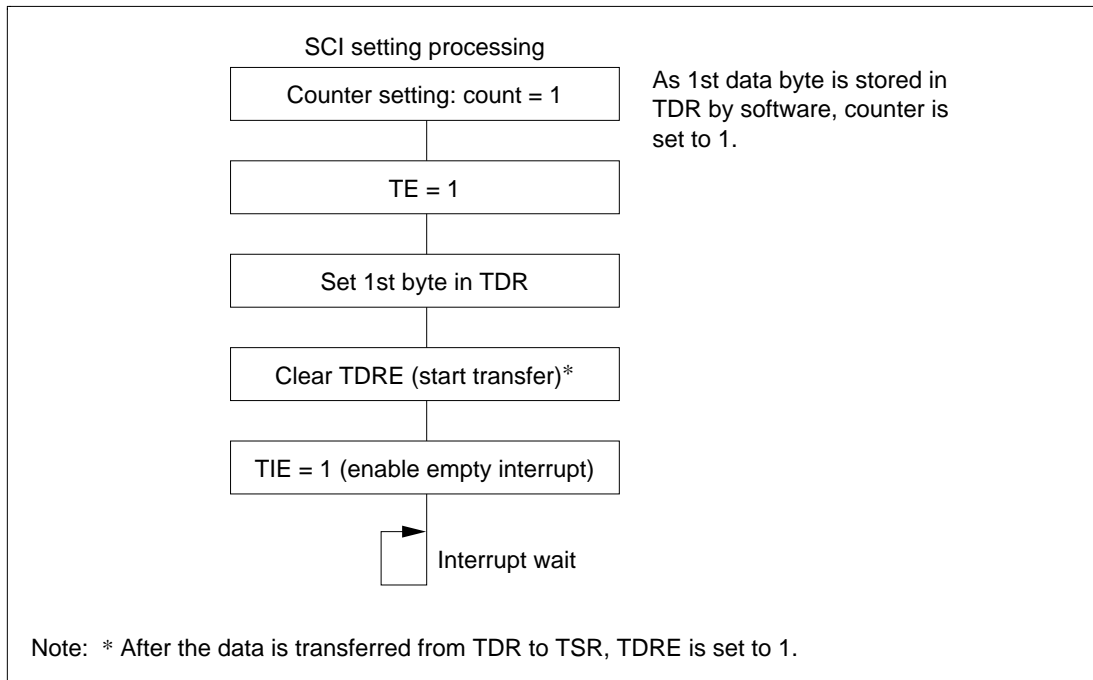 SCI setting processing
Counter setting: count = 1
As 1st data byte is stored in
TDR by software, counter is
set to 1.
TE = 1
Set 1st byte in TDR
Clear TDRE (start transfer)*
TIE = 1 (enable empty interrupt)
Interrupt wait
Note: * After the data is transferred from TDR to TSR, TDRE is set to 1.